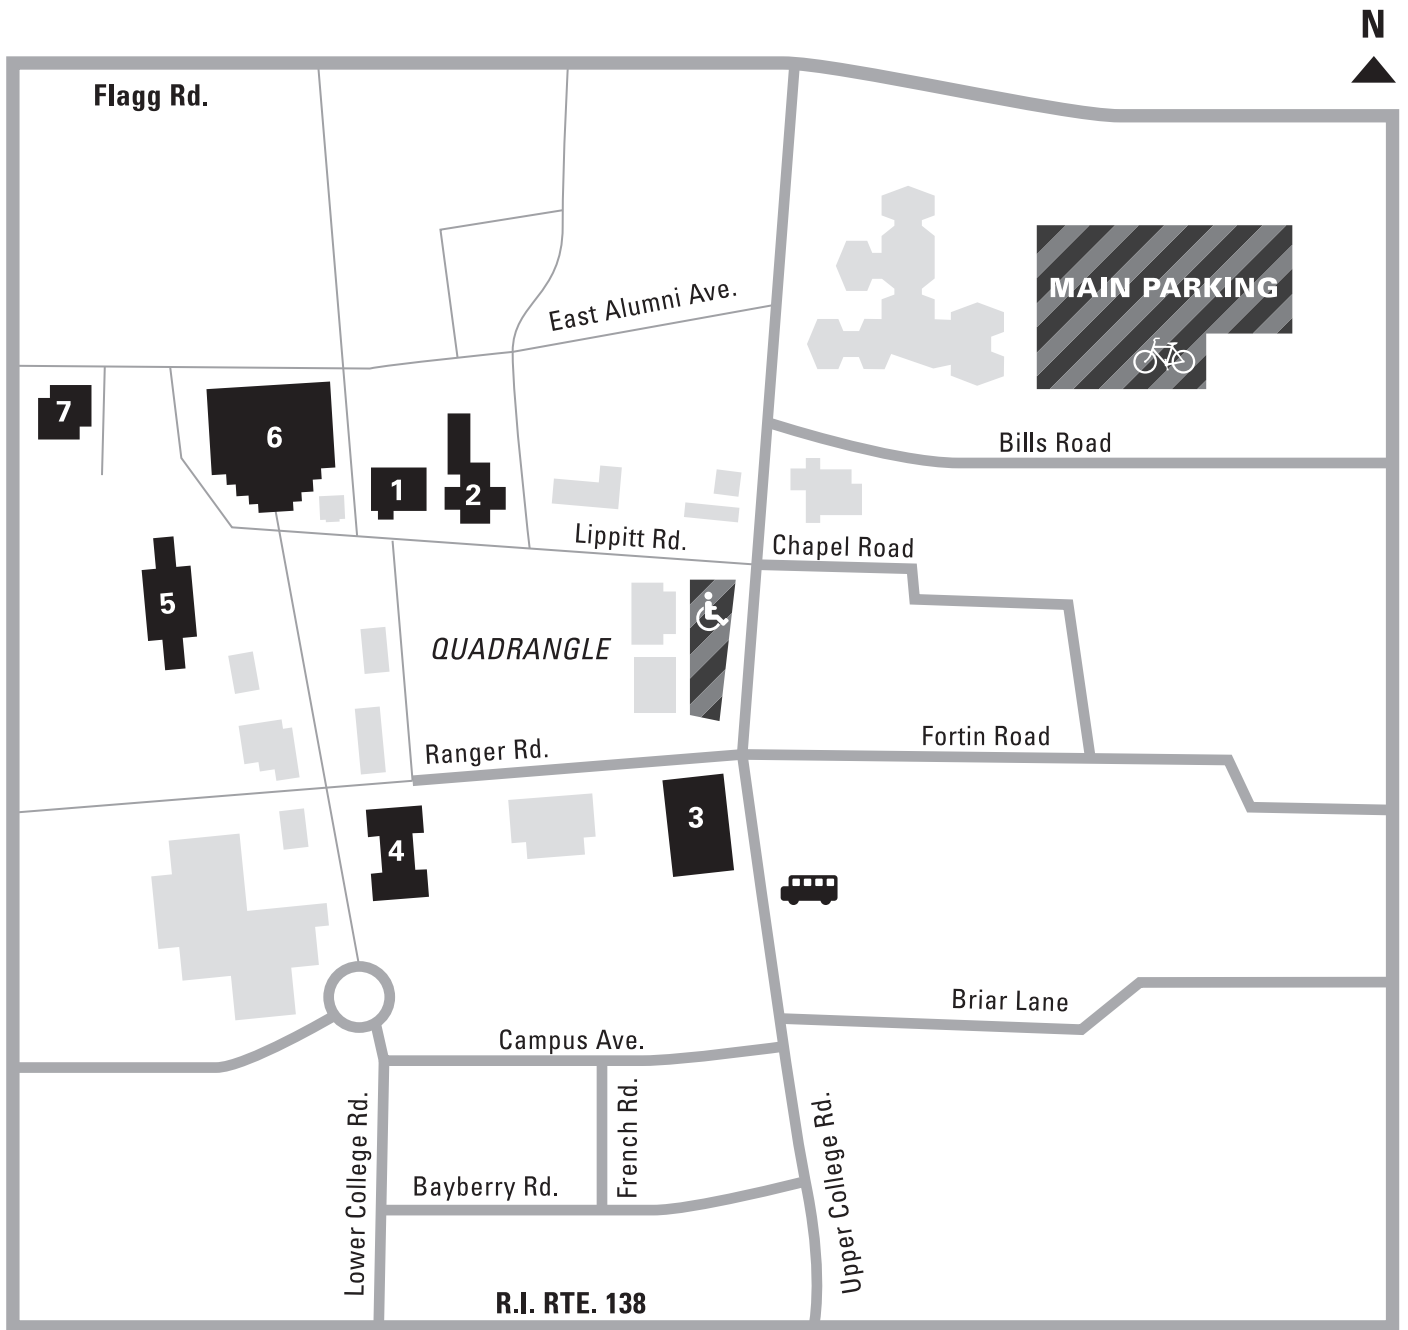 N
Flagg Rd.
East Alumni Ave.
MAIN PARKING
7
6
1
2
Bills Road
Lippitt Rd.
Chapel Road
5
QUADRANGLE
Ranger Rd.
Fortin Road
3
4
Briar Lane
Campus Ave.
Lower College Rd.
French Rd.
Upper College Rd.
Bayberry Rd.
R.I. RTE. 138